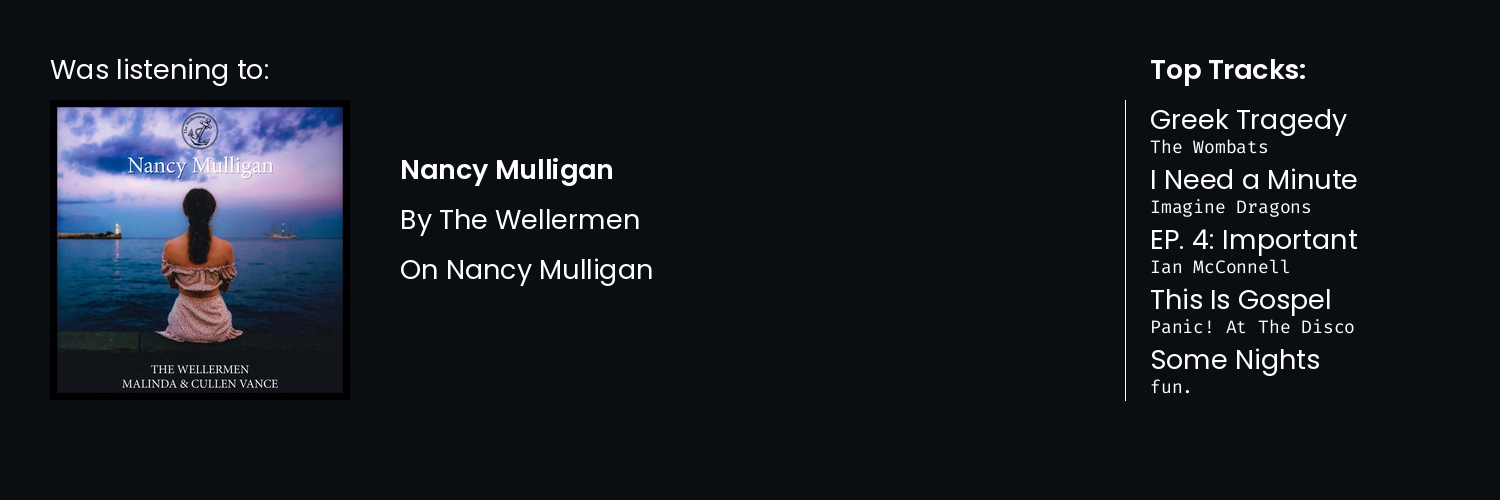 Was listening to:
Nancy Mulligan
THE WELLERMEN
MALINDA & CULLEN VANCE
Nancy Mulligan
By The Wellermen
On Nancy Mulligan
Top Tracks:
Greek Tragedy
The Wombats
I Need a Minute
Imagine Dragons
EP. 4: Important
Ian McConnell
This Is Gospel
Panic! At The Disco
Some Nights
fun.